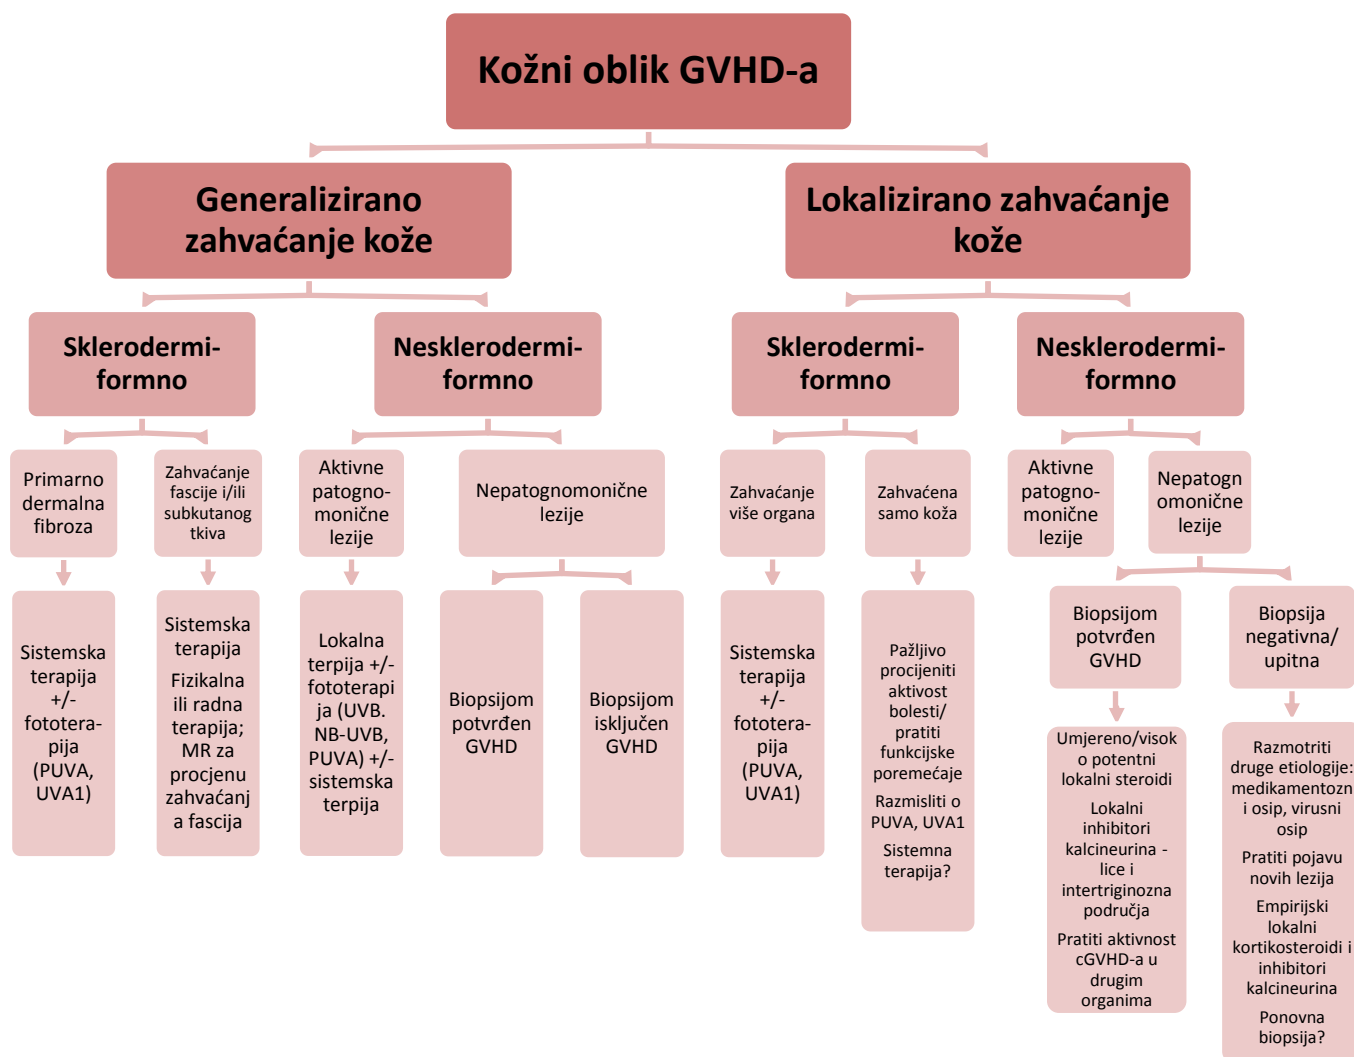 Kožni oblik GVHD-a
Generalizirano
zahvaćanje kože
Lokalizirano zahvaćanje
kože
Sklerodermi-
formno
Nesklerodermi-
formno
Sklerodermi-
formno
Nesklerodermi-
formno
Primarno
dermalna
fibroza
Zahvaćanje
fascije i/ili
subkutanog
tkiva
Aktivne
patogno-
monične
lezije
Nepatognomonične
lezije
Zahvaćanje
više organa
Zahvaćena
samo koža
Aktivne
patogno-
monične
lezije
Nepatogn
omonične
lezije
Sistemska
terapija
+/-
fototera-
pija
(PUVA,
UVA1)
Sistemska
terapija
Fizikalna
ili radna
terapija;
MR za
procjenu
zahvaćanj
a fascija
Lokalna
terpija +/-
fototerapi
ja (UVB.
NB-UVB,
PUVA) +/-
sistemska
terpija
Biopsijom
potvrđen
GVHD
Biopsijom
isključen
GVHD
Sistemska
terapija
+/-
fototera-
pija
(PUVA,
UVA1)
Pažljivo
procijeniti
aktivost
bolesti/
pratiti
funkcijske
poremećaje
Razmisliti o
PUVA, UVA1
Sistemna
terapija?
Biopsijom
potvrđen
GVHD
Biopsija
negativna/
upitna
Umjereno/visok
o potentni
lokalni steroidi
Lokalni
inhibitori
kalcineurina -
lice i
intertriginozna
područja
Pratiti aktivnost
cGVHD-a u
drugim
organima
Razmotriti
druge etiologije:
medikamentozn
i osip, virusni
osip
Pratiti pojavu
novih lezija
Empirijski
lokalni
kortikosteroidi i
inhibitori
kalcineurina
Ponovna
biopsija?